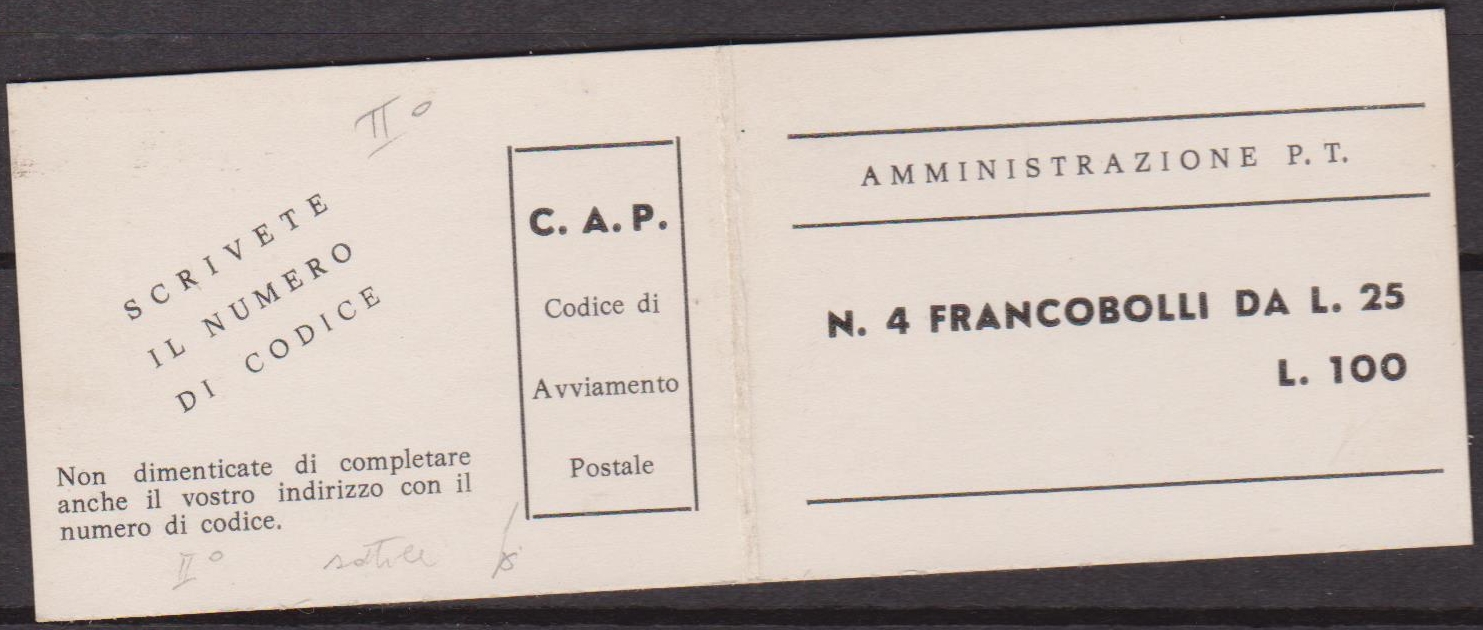 II°
SCRIVETE
IL NUMERO
DI CODICE
Non dimenticate di completare
anche il vostro indirizzo con il
numero di codice.
II°
C. A. P.
Codice di
Avviamento
Postale
AMMINISTRAZIONE P. T.
N. 4 FRANCOBOLLI DA L. 25
L. 100